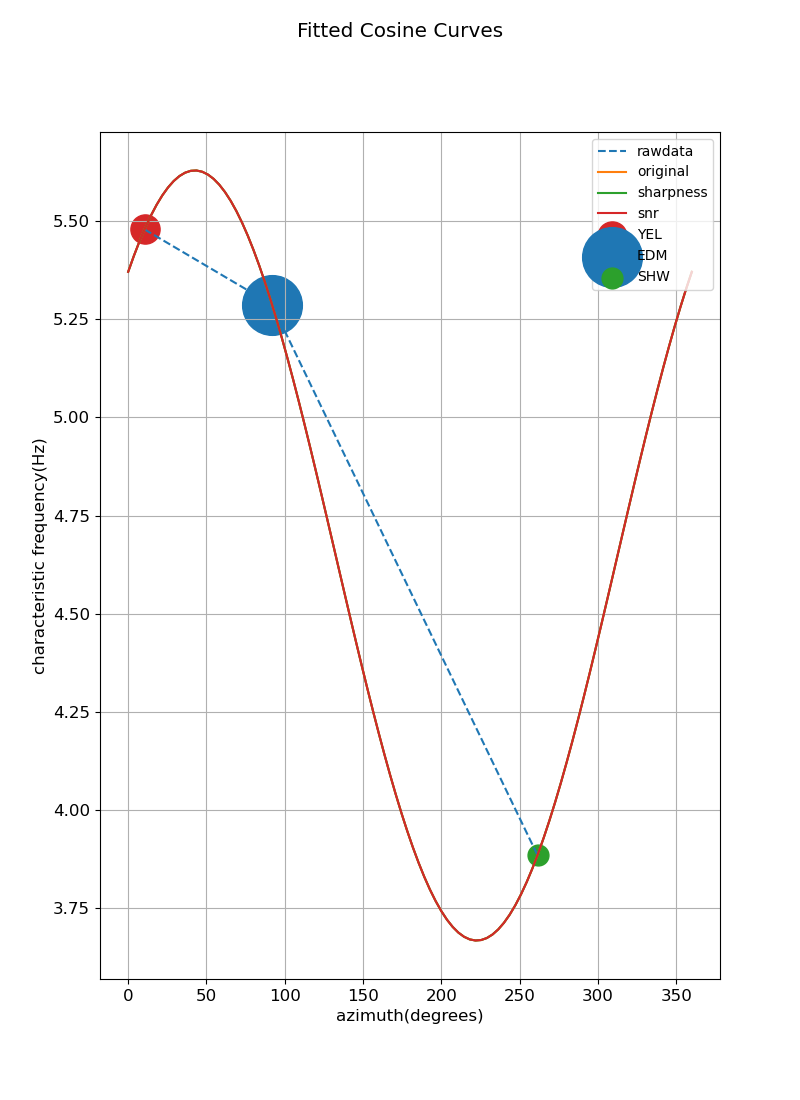 Fitted Cosine Curves
rawdata
original
sharpness
snr
YEL
EDM
SHW
5.50
5.25
5.00
4.75
4.50
4.25
4.00
3.75
characteristic frequency(Hz)
0 50 100 150 200 250 300 350
azimuth(degrees)